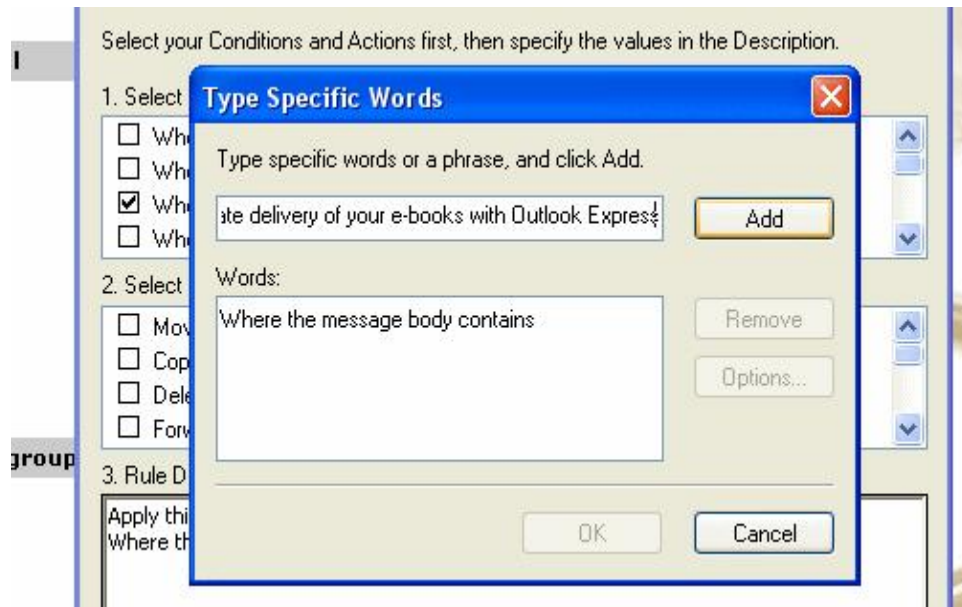 Select your Conditions and Actions first, then specify the values in the Description.
1. Select
Type Specific Words
Type specific words or a phrase, and click Add.
ate delivery of your e-books with Outlook Express
Add
Words:
2. Select
Where the message body contains
Remove
Options...
group
3. Rule D
Apply thi
Where th
OK
Cancel